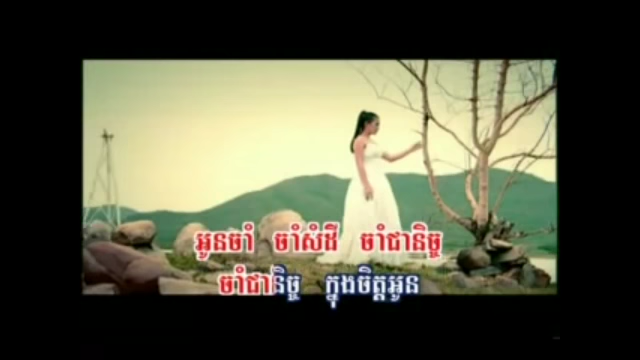 អូនចាំ ចាំសំដី ចាំជានិច្ច
ចាំជានិច្ច ក្នុងចិត្តអូន